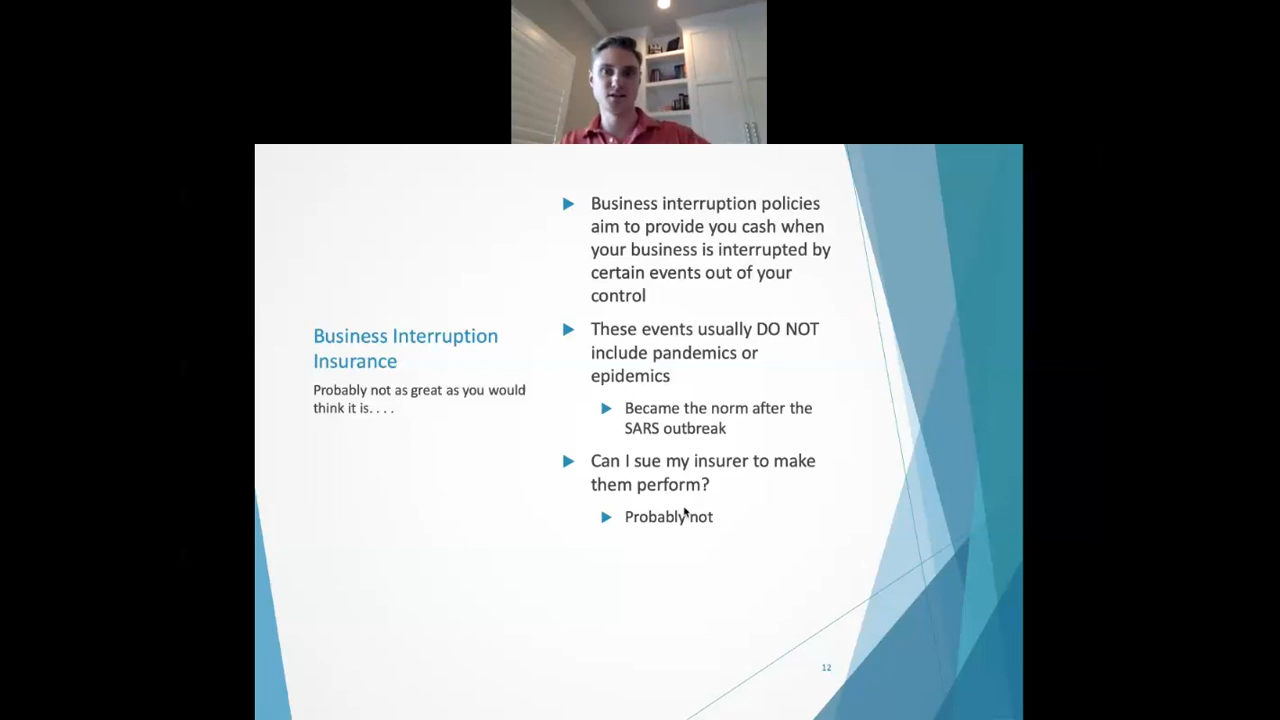 Business Interruption
Insurance
Probably not as great as you would
think it is. . . .
Business interruption policies
aim to provide you cash when
your business is interrupted by
certain events out of your
control
These events usually DO NOT
include pandemics or
epidemics
Became the norm after the
SARS outbreak
Can I sue my insurer to make
them perform?
Probably not
12